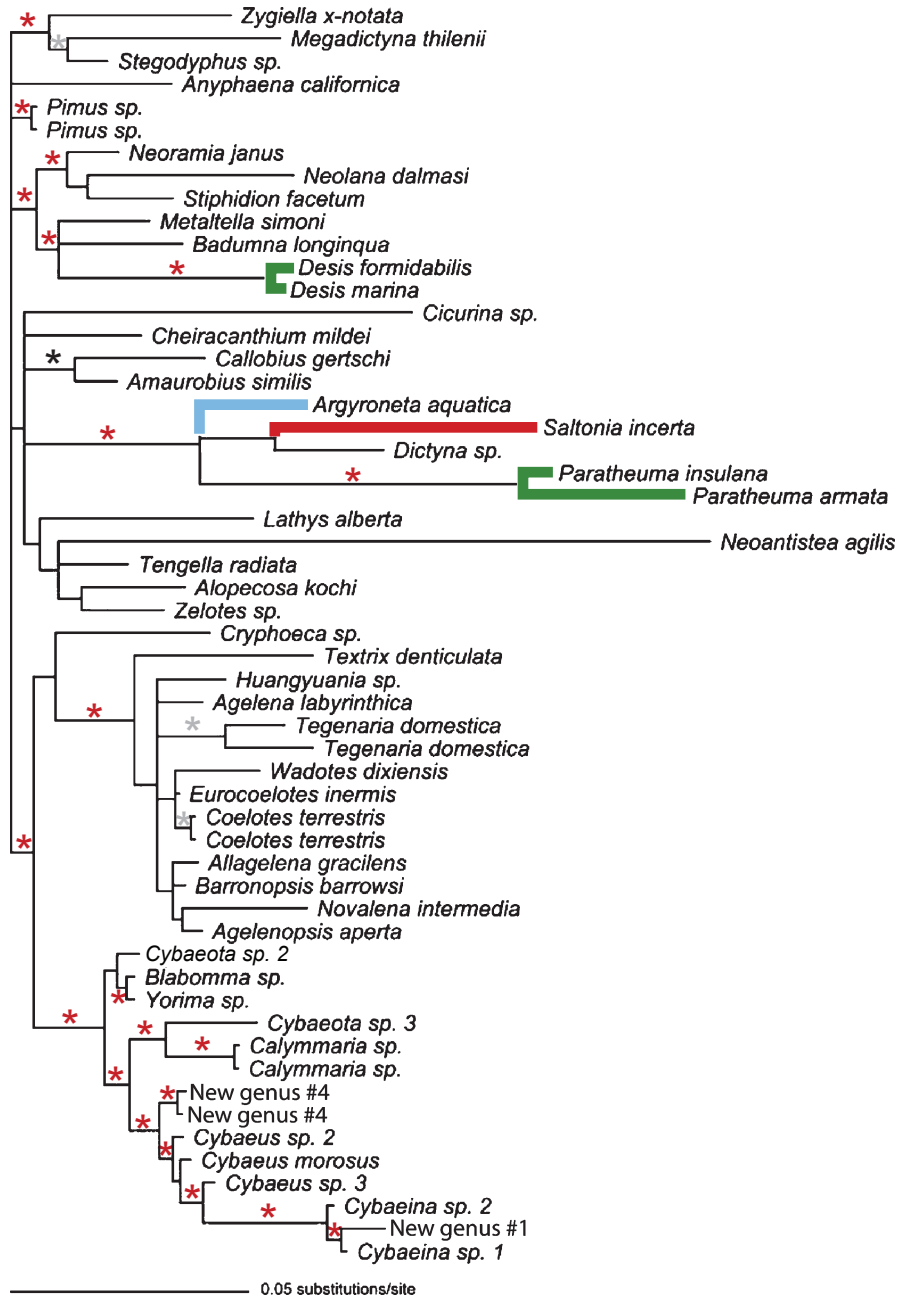 Zygiella x-notata
Megadictyna thilenii
Stegodyphus sp.
Anyphaena californica
Pimus sp.
Pimus sp.
Neoramia janus
Neolana dalmasi
Stiphidion facetum
Metaltella simoni
Badumna longinqua
Desis formidabilis
Desis marina
Cicurina sp.
Cheiracanthium mildei
Callobius gertschi
Amaurobius similis
Argyroneta aquatica
Saltonia incerta
Dictyna sp.
Paratheuma insulana
Paratheuma armata
Lathys alberta
Neoantistea agilis
Tengella radiata
Alopecosa kochi
Zelotes sp.
Cryphoeca sp.
Textrix denticulata
Huangyuania sp.
Agelena labyrinthica
Tegenaria domestica
Tegenaria domestica
Wadotes dixiensis
Eurocoelotes inermis
Coelotes terrestris
Coelotes terrestris
Allagelena gracilens
Barronopsis barrowsi
Novalena intermedia
Agelenopsis aperta
Cybaeota sp. 2
Blabomma sp.
Yorima sp.
Cybaeota sp. 3
Calymmaria sp.
Calymmaria sp.
New genus #4
New genus #4
Cybaeus sp. 2
Cybaeus morosus
Cybaeus sp. 3
Cybaeina sp. 2
New genus #1
Cybaeina sp. 1
0.05 substitutions/site